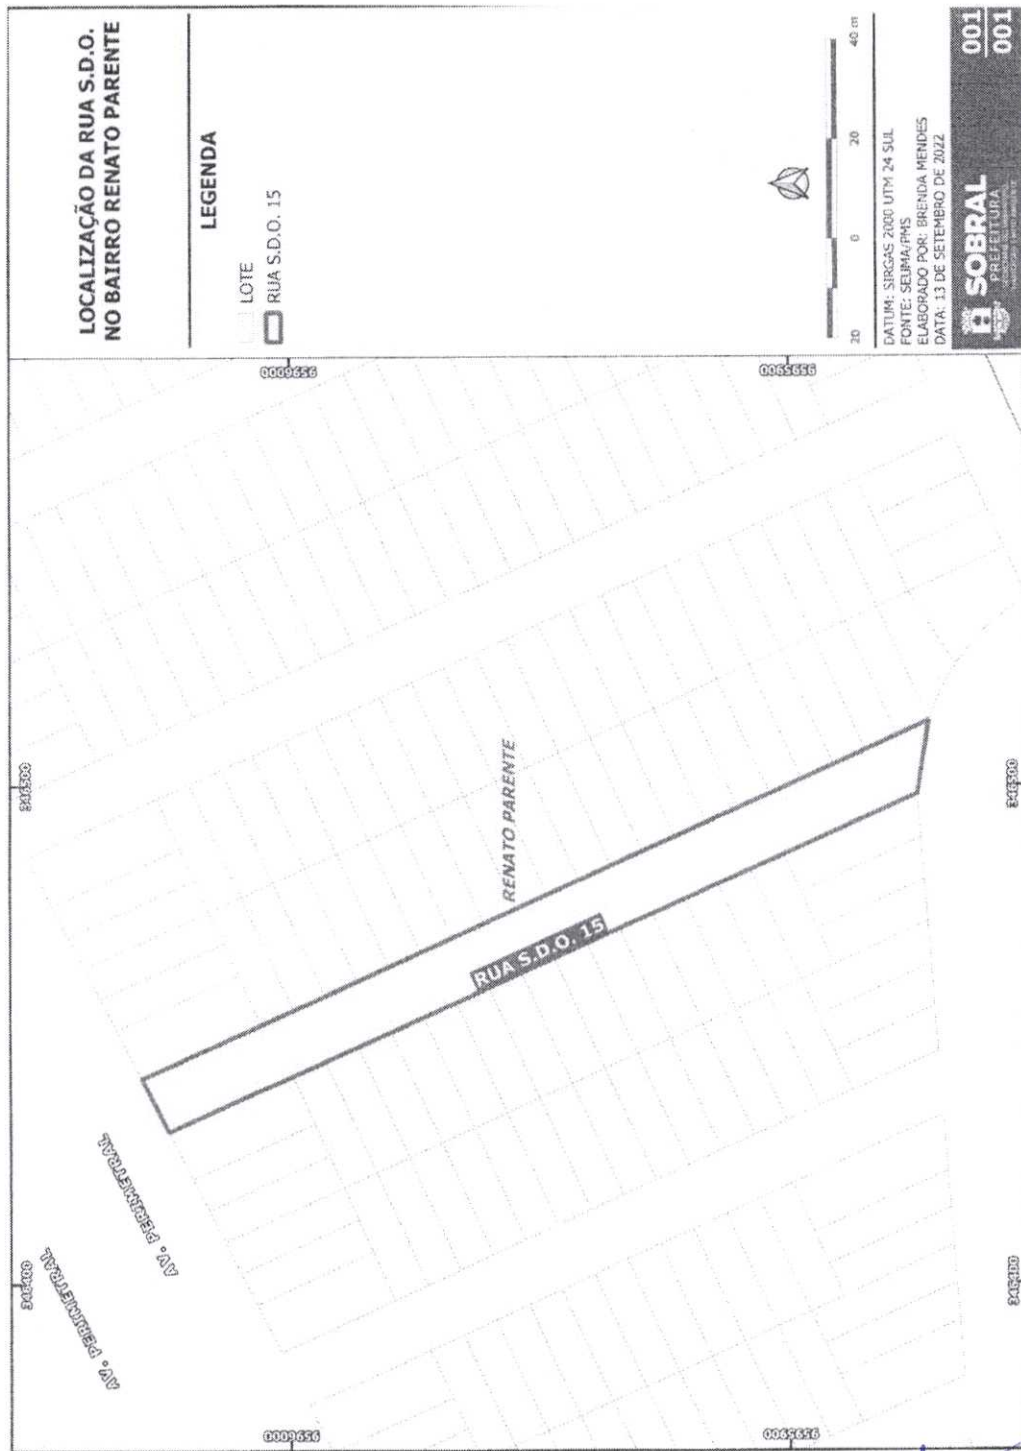 LOCALIZAÇÃO DA RUA S.D.O.
NO BAIRRO RENATO PARENTE
LEGENDA
LOTE
RUA S.D.O. 15
20 0 20 40 m
DATUM: SIRGAS 2000 UTM 24 SUL
FONTE: SEUMA/PMS
ELABORADO POR: BRENDA MENDES
DATA: 13 DE SETEMBRO DE 2022
SOBRAL
PREFEITURA
001
001
346400
346500
AV. PERIMETRAL
AV. PERIMETRAL
RENATO PARENTE
RUA S.D.O. 15
9596000
9595900
9596000
9595900
346400
346500